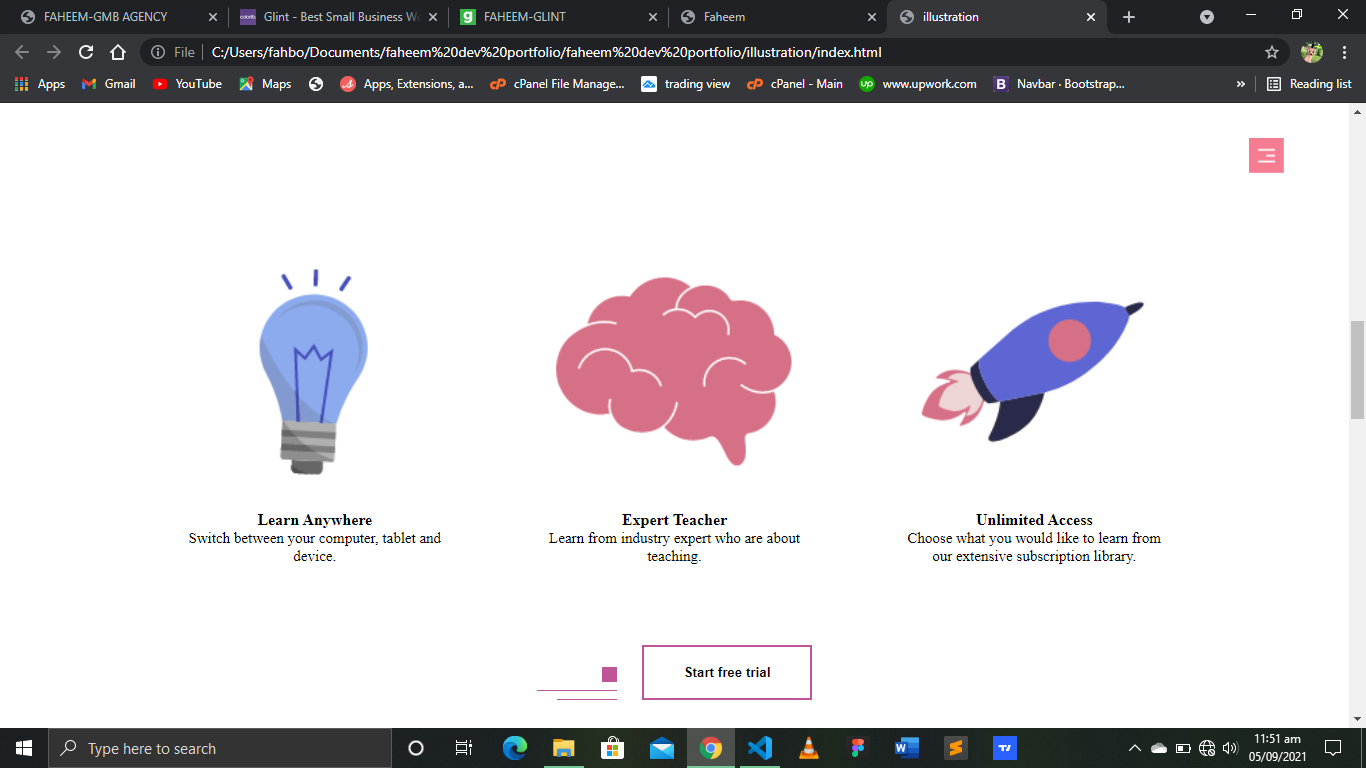 FAHEEM-GMB AGENCY
Glint - Best Small Business W
FAHEEM-GLINT
Faheem
illustration
File
C:/Users/fahbo/Documents/faheem%20dev%20portfolio/faheem%20dev%20portfolio/illustration/index.html
Apps
Gmail
YouTube
Maps
Apps, Extensions, a...
cPanel File Manage...
trading view
cPanel - Main
up
www.upwork.com
B
Navbar · Bootstrap...
»
Reading list
Learn Anywhere
Switch between your computer, tablet and
device.
Expert Teacher
Learn from industry expert who are about
teaching.
Unlimited Access
Choose what you would like to learn from
our extensive subscription library.
Start free trial
Type here to search
11:51 am
05/09/2021